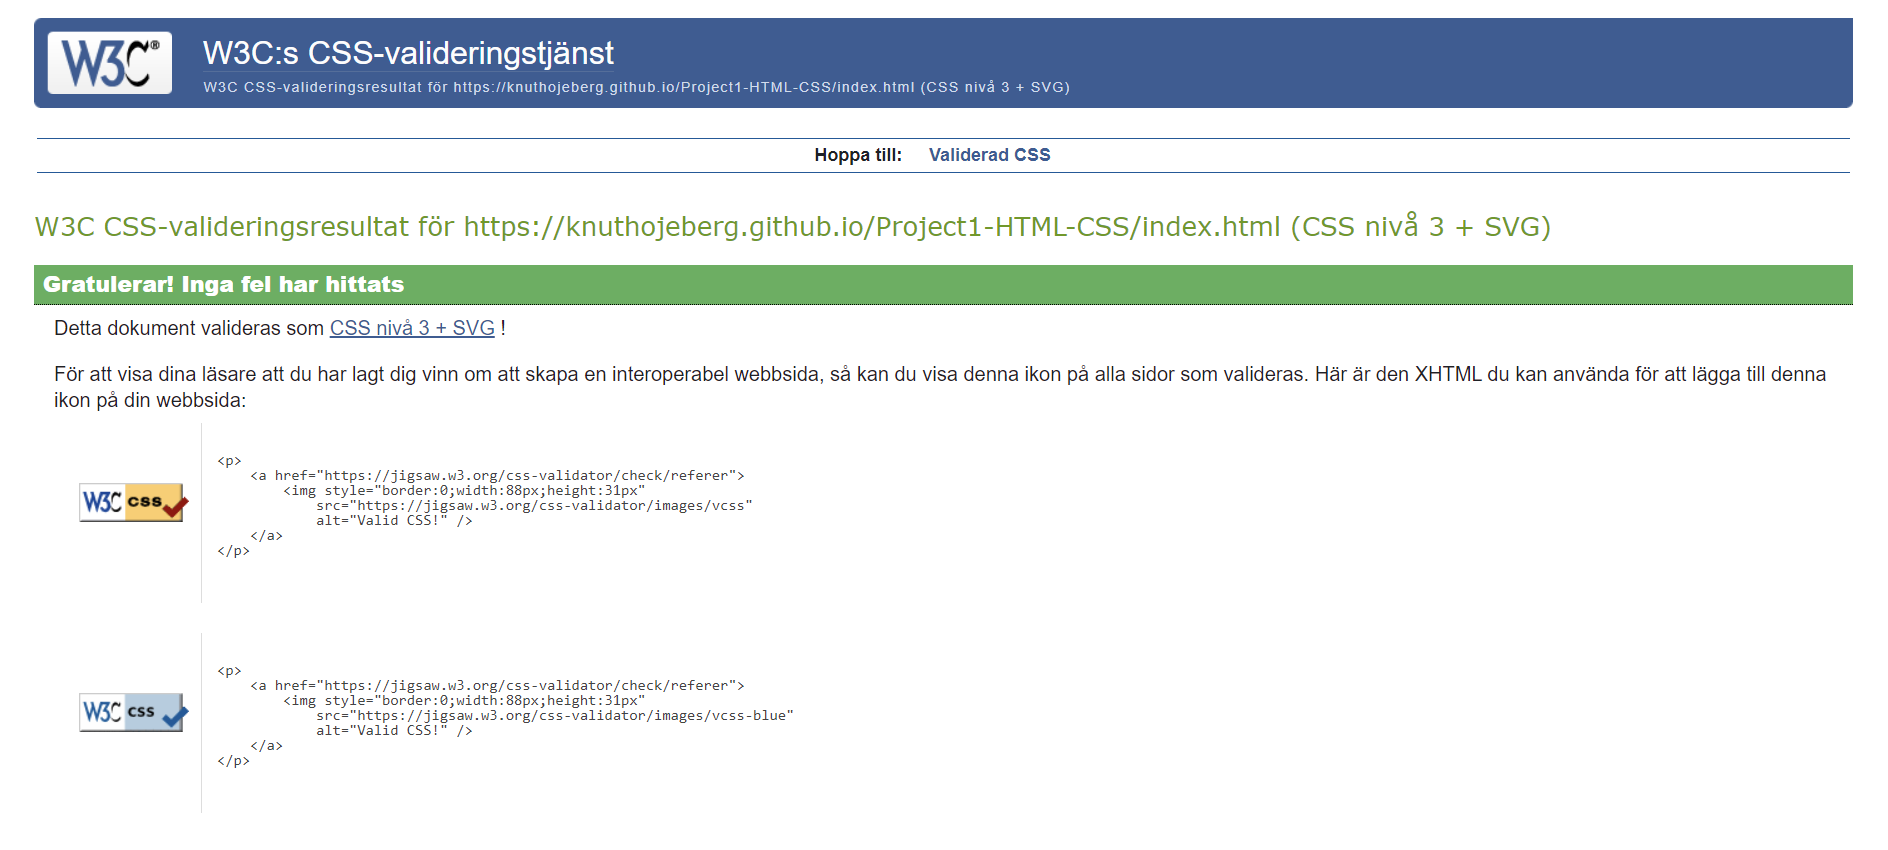 W3C® W3C:s CSS-valideringstjänst
W3C CSS-valideringsresultat för https://knuthojeberg.github.io/Project1-HTML-CSS/index.html (CSS nivå 3 + SVG)
Hoppa till: Validerad CSS
W3C CSS-valideringsresultat för https://knuthojeberg.github.io/Project1-HTML-CSS/index.html (CSS nivå 3 + SVG)
Gratulerar! Inga fel har hittats
Detta dokument valideras som CSS nivå 3 + SVG !
För att visa dina läsare att du har lagt dig vinn om att skapa en interoperabel webbsida, så kan du visa denna ikon på alla sidor som valideras. Här är den XHTML du kan använda för att lägga till denna
ikon på din webbsida:
W3C css
<p>
    <a href="https://jigsaw.w3.org/css-validator/check/referer">
        <img style="border:0;width:88px;height:31px"
            src="https://jigsaw.w3.org/css-validator/images/vcss"
            alt="Valid CSS!" />
    </a>
</p>
W3C css
<p>
    <a href="https://jigsaw.w3.org/css-validator/check/referer">
        <img style="border:0;width:88px;height:31px"
            src="https://jigsaw.w3.org/css-validator/images/vcss-blue"
            alt="Valid CSS!" />
    </a>
</p>